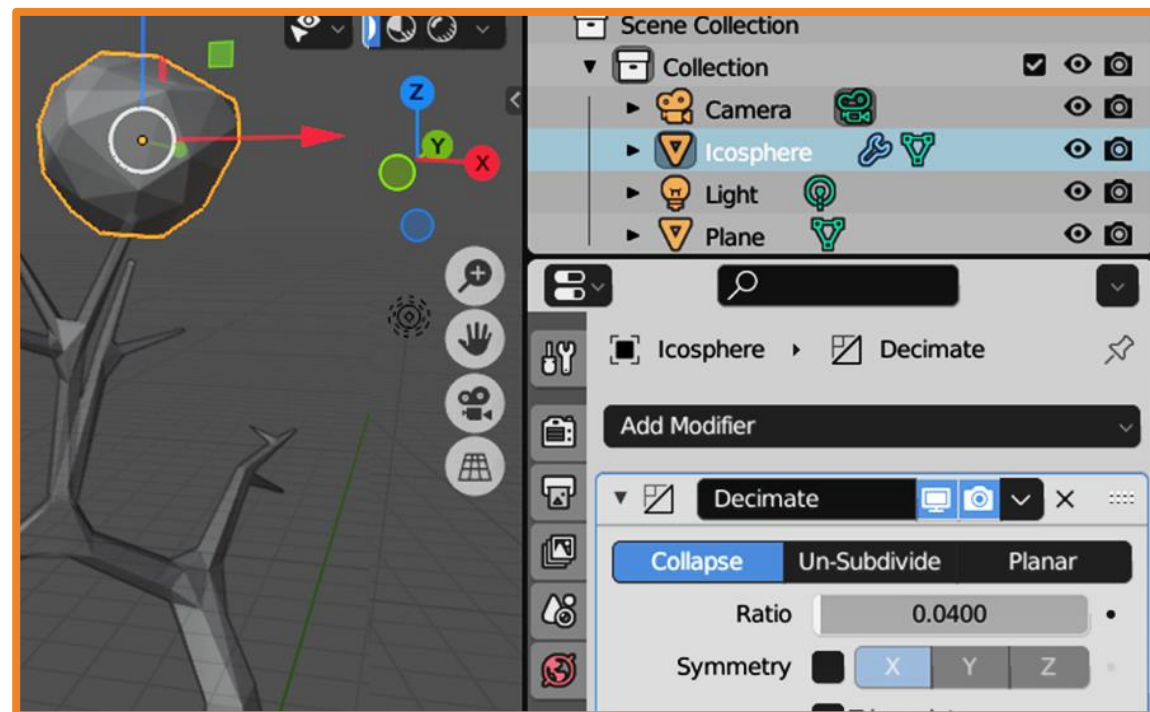 Scene Collection
Collection
Camera
Icosphere
Light
Plane
Z
Y
X
Icosphere Decimate
Add Modifier
Decimate
Collapse Un-Subdivide Planar
Ratio 0.0400
Symmetry X Y Z